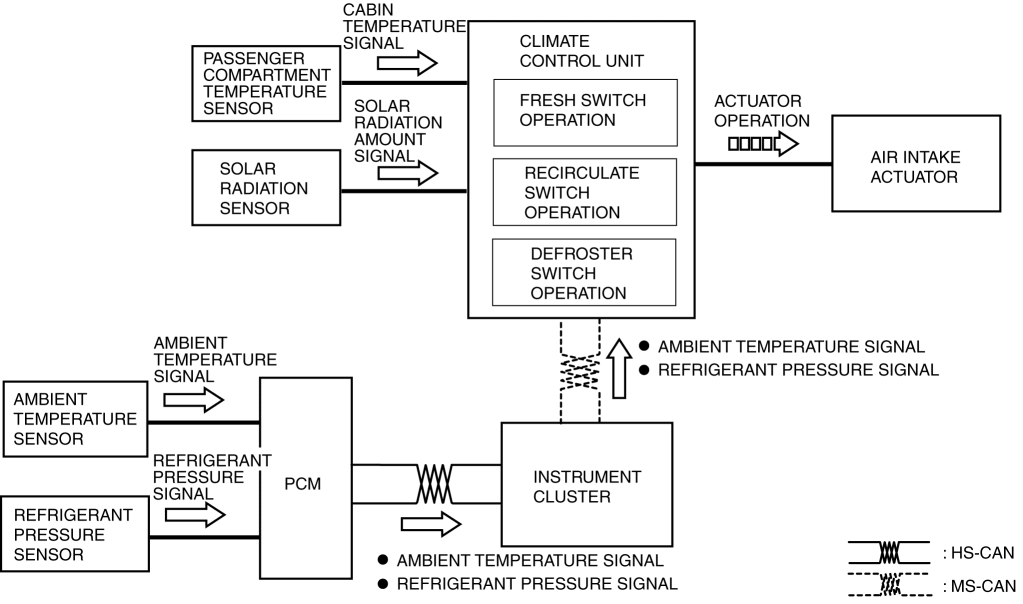 CABIN
TEMPERATURE
SIGNAL
PASSENGER
COMPARTMENT
TEMPERATURE
SENSOR
SOLAR
RADIATION
AMOUNT
SIGNAL
SOLAR
RADIATION
SENSOR
CLIMATE
CONTROL UNIT
FRESH SWITCH
OPERATION
RECIRCULATE
SWITCH
OPERATION
DEFROSTER
SWITCH
OPERATION
ACTUATOR
OPERATION
AIR INTAKE
ACTUATOR
● AMBIENT TEMPERATURE SIGNAL
● REFRIGERANT PRESSURE SIGNAL
AMBIENT
TEMPERATURE
SIGNAL
AMBIENT
TEMPERATURE
SENSOR
REFRIGERANT
PRESSURE
SIGNAL
REFRIGERANT
PRESSURE
SENSOR
PCM
INSTRUMENT
CLUSTER
● AMBIENT TEMPERATURE SIGNAL
● REFRIGERANT PRESSURE SIGNAL
: HS-CAN
: MS-CAN